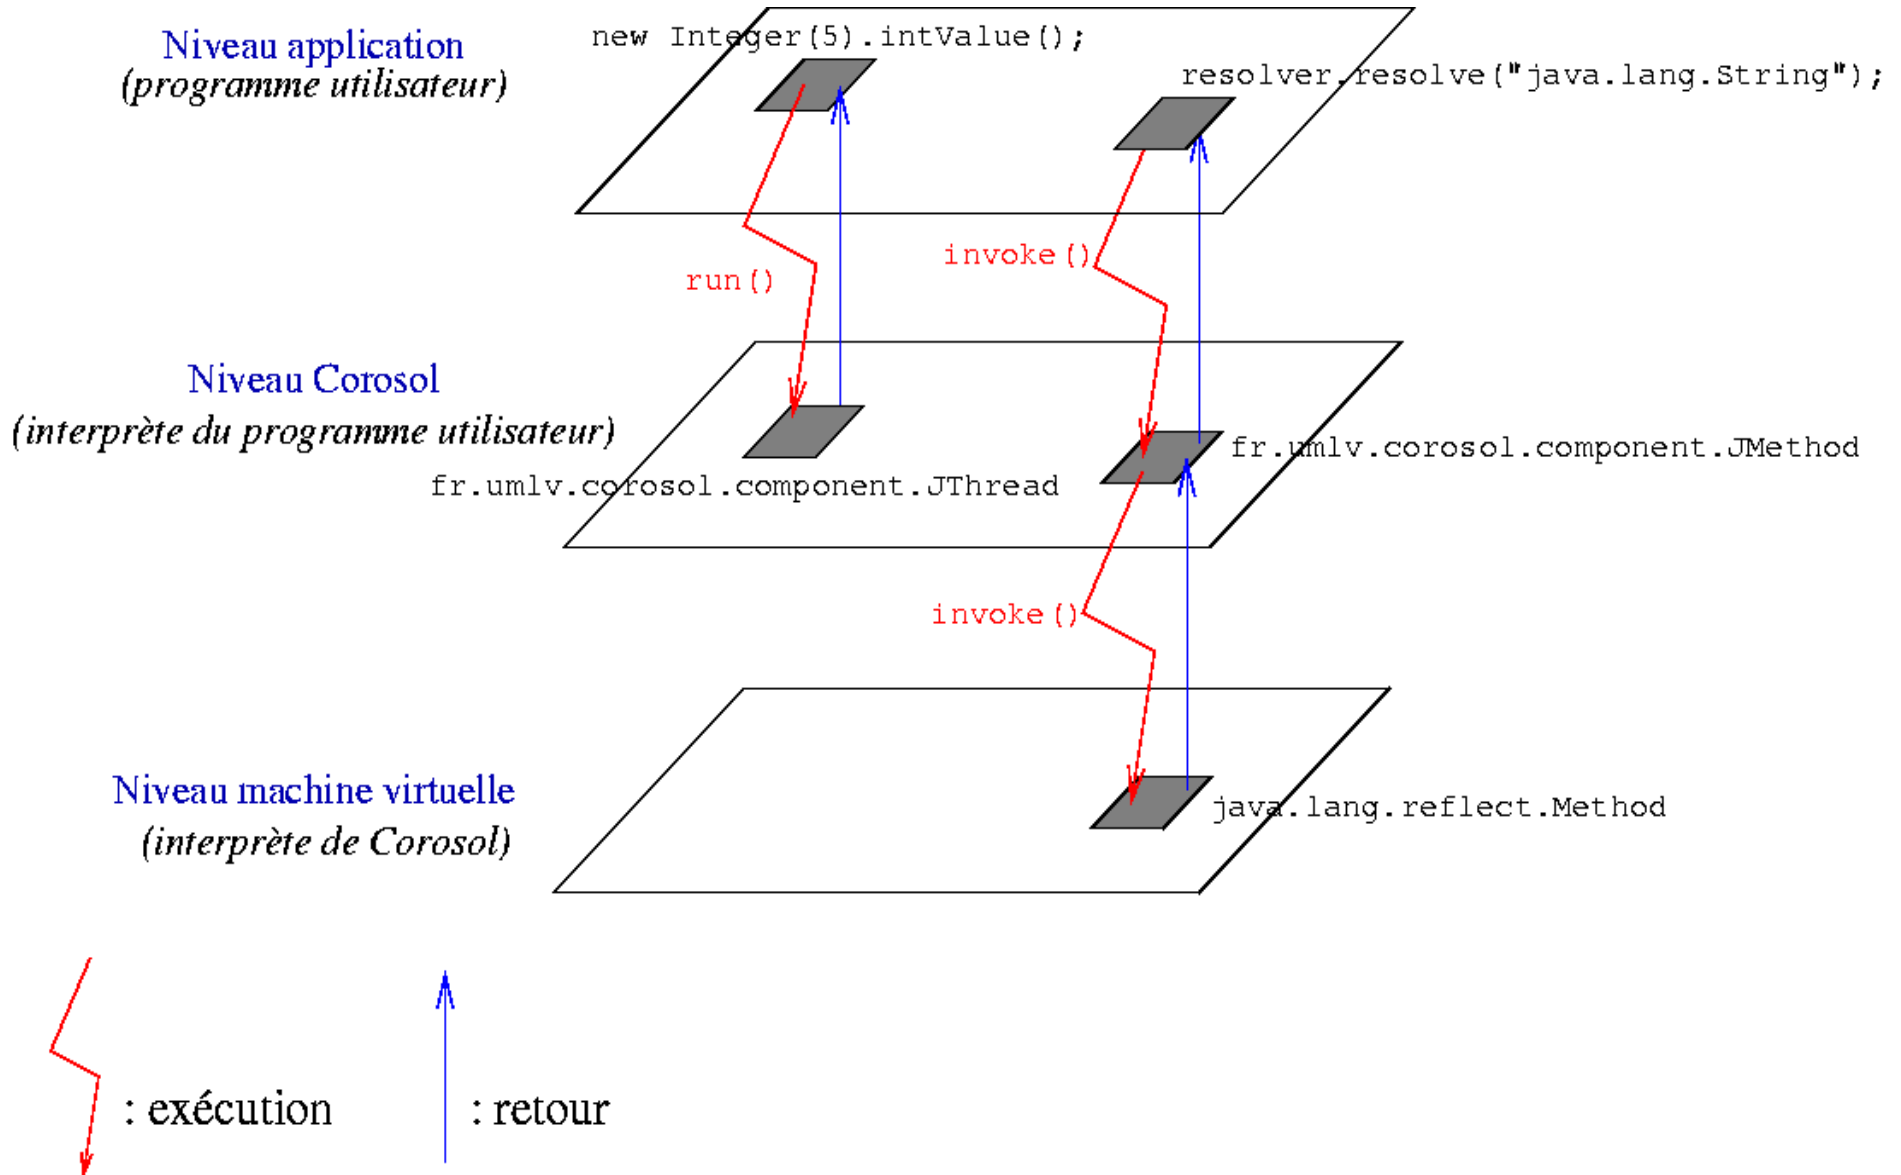 new Integer(5).intValue();
Niveau application
(programme utilisateur)
resolver.resolve("java.lang.String");
invoke()
run()
Niveau Corosol
(interprète du programme utilisateur)
fr.umlv.corosol.component.JMethod
fr.umlv.corosol.component.JThread
invoke()
Niveau machine virtuelle
(interprète de Corosol)
java.lang.reflect.Method
: exécution
: retour